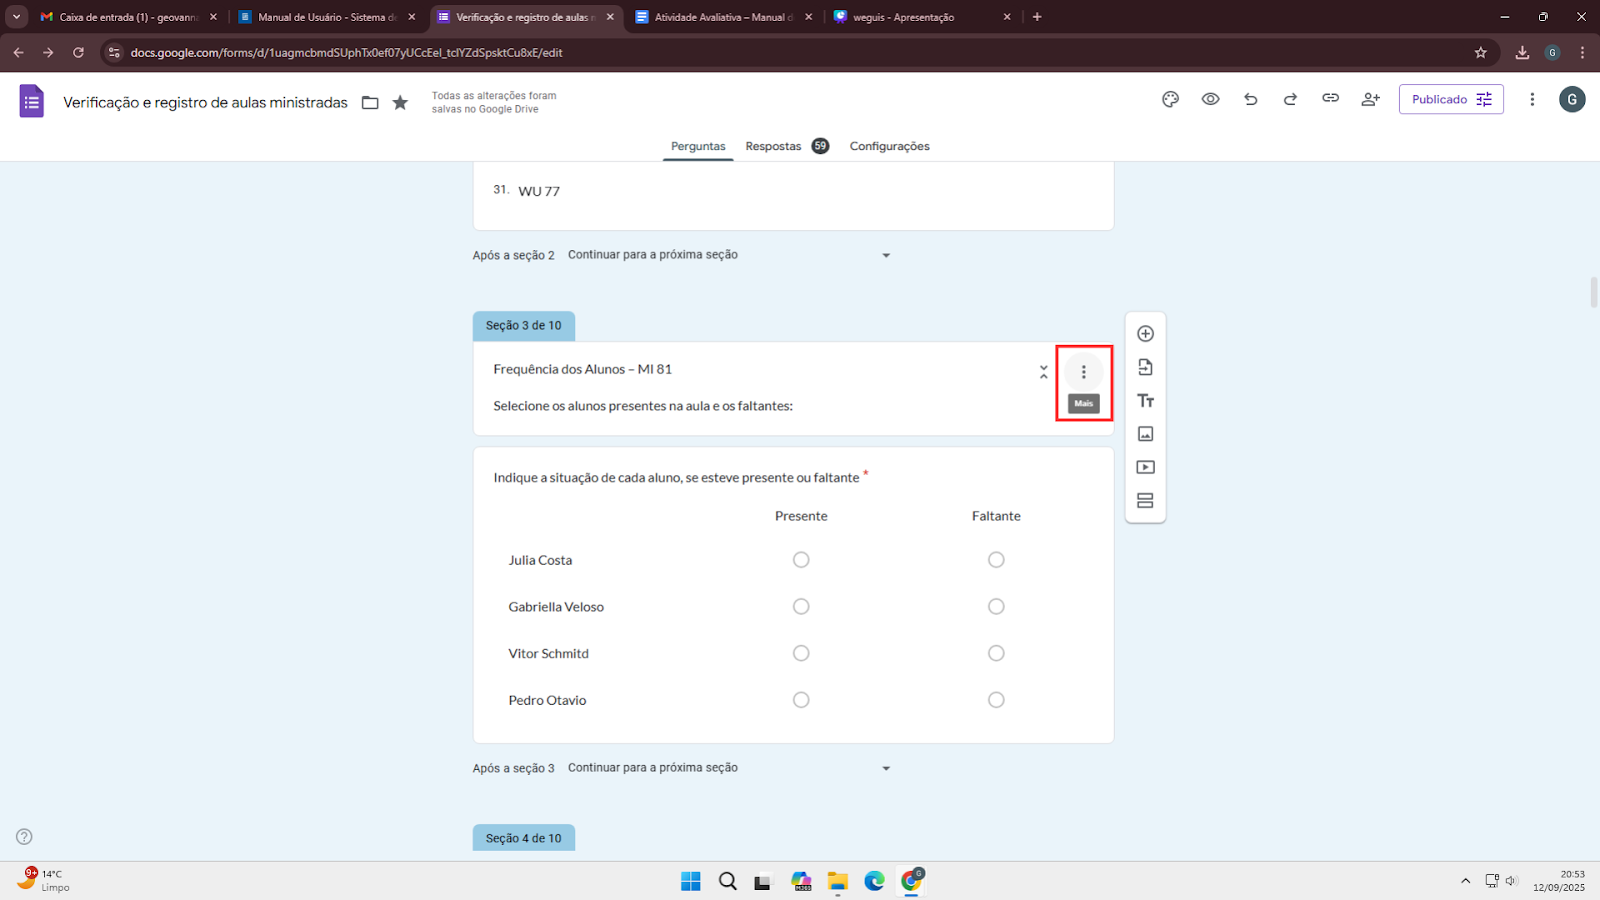 Caixa de entrada (1) - geovanna
Manual de Usuário - Sistema de
Verificação e registro de aulas m
Atividade Avaliativa – Manual d
weguis - Apresentação
docs.google.com/forms/d/1uagmcbmdSUphTx0ef07yUCcEel_tclYZdSpsktCu8xE/edit
G
Verificação e registro de aulas ministradas
Todas as alterações foram
salvas no Google Drive
Publicado
G
Perguntas
Respostas 59
Configurações
31. WU 77
Após a seção 2 Continuar para a próxima seção
Seção 3 de 10
Frequência dos Alunos – MI 81
Mais
Selecione os alunos presentes na aula e os faltantes:
Tt
Indique a situação de cada aluno, se esteve presente ou faltante *
Presente Faltante
Julia Costa
Gabriella Veloso
Vitor Schmitd
Pedro Otavio
Após a seção 3 Continuar para a próxima seção
Seção 4 de 10
9+
14°C
Limpo
M365
G
20:53
12/09/2025